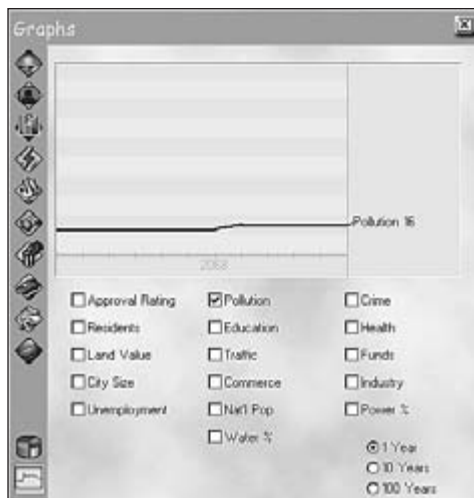 Graphs
Pollution 16
2068
Approval Rating
Pollution
Crime
Residents
Education
Health
Land Value
Traffic
Funds
City Size
Commerce
Industry
Unemployment
Nat'l Pop
Power %
Water %
1 Year
10 Years
100 Years